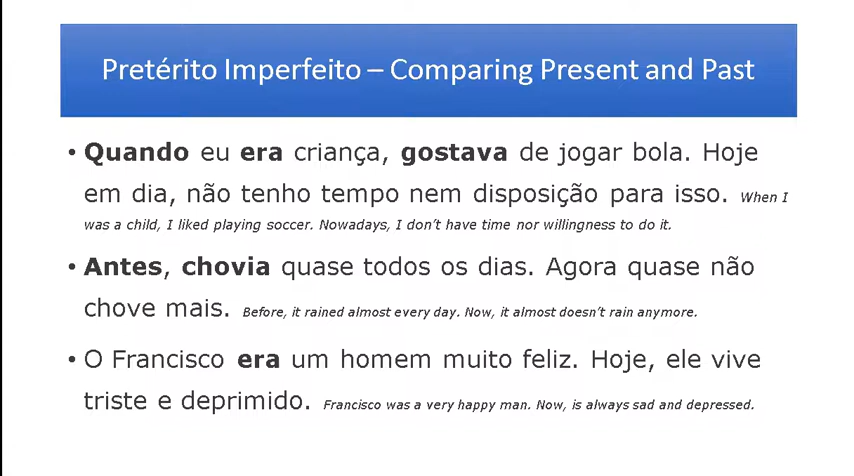 Pretérito Imperfeito – Comparing Present and Past
• Quando eu era criança, gostava de jogar bola. Hoje
em dia, não tenho tempo nem disposição para isso. When I
was a child, I liked playing soccer. Nowadays, I don't have time nor willingness to do it.
• Antes, chovia quase todos os dias. Agora quase não
chove mais. Before, it rained almost every day. Now, it almost doesn't rain anymore.
• O Francisco era um homem muito feliz. Hoje, ele vive
triste e deprimido. Francisco was a very happy man. Now, is always sad and depressed.